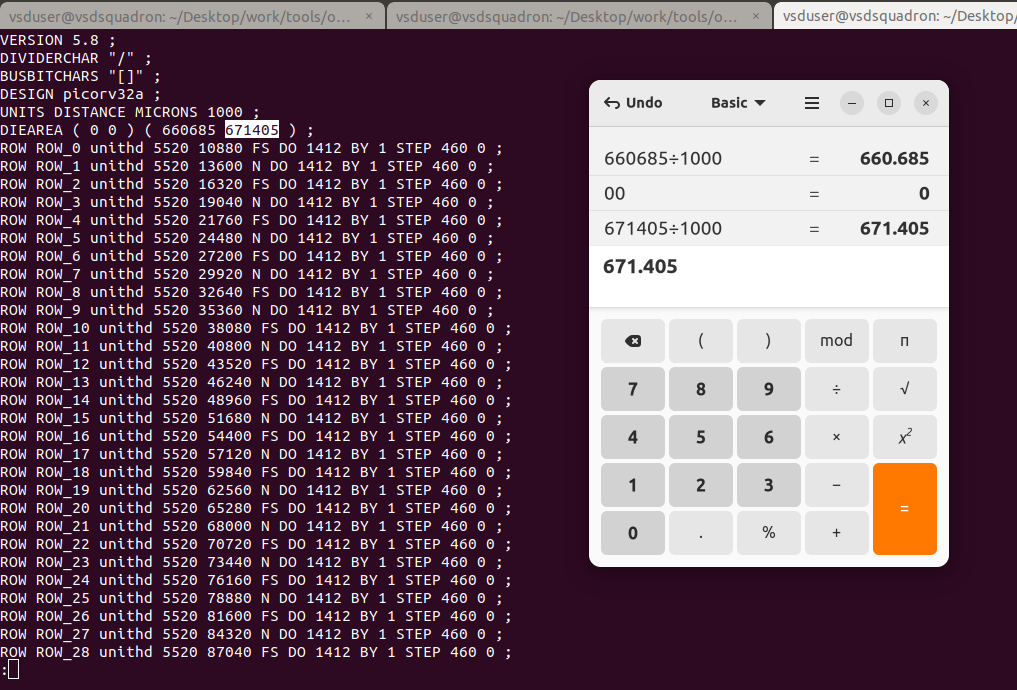 vsduser@vsdsquadron: ~/Desktop/work/tools/o... ×
vsduser@vsdsquadron: ~/Desktop/work/tools/o... ×
vsduser@vsdsquadron: ~/Desktop/
VERSION 5.8 ;
DIVIDERCHAR "/" ;
BUSBITCHARS "[]" ;
DESIGN picorv32a ;
UNITS DISTANCE MICRONS 1000 ;
DIEAREA ( 0 0 ) ( 660685 671405 ) ;
ROW ROW_0 unithd 5520 10880 FS DO 1412 BY 1 STEP 460 0 ;
ROW ROW_1 unithd 5520 13600 N DO 1412 BY 1 STEP 460 0 ;
ROW ROW_2 unithd 5520 16320 FS DO 1412 BY 1 STEP 460 0 ;
ROW ROW_3 unithd 5520 19040 N DO 1412 BY 1 STEP 460 0 ;
ROW ROW_4 unithd 5520 21760 FS DO 1412 BY 1 STEP 460 0 ;
ROW ROW_5 unithd 5520 24480 N DO 1412 BY 1 STEP 460 0 ;
ROW ROW_6 unithd 5520 27200 FS DO 1412 BY 1 STEP 460 0 ;
ROW ROW_7 unithd 5520 29920 N DO 1412 BY 1 STEP 460 0 ;
ROW ROW_8 unithd 5520 32640 FS DO 1412 BY 1 STEP 460 0 ;
ROW ROW_9 unithd 5520 35360 N DO 1412 BY 1 STEP 460 0 ;
ROW ROW_10 unithd 5520 38080 FS DO 1412 BY 1 STEP 460 0 ;
ROW ROW_11 unithd 5520 40800 N DO 1412 BY 1 STEP 460 0 ;
ROW ROW_12 unithd 5520 43520 FS DO 1412 BY 1 STEP 460 0 ;
ROW ROW_13 unithd 5520 46240 N DO 1412 BY 1 STEP 460 0 ;
ROW ROW_14 unithd 5520 48960 FS DO 1412 BY 1 STEP 460 0 ;
ROW ROW_15 unithd 5520 51680 N DO 1412 BY 1 STEP 460 0 ;
ROW ROW_16 unithd 5520 54400 FS DO 1412 BY 1 STEP 460 0 ;
ROW ROW_17 unithd 5520 57120 N DO 1412 BY 1 STEP 460 0 ;
ROW ROW_18 unithd 5520 59840 FS DO 1412 BY 1 STEP 460 0 ;
ROW ROW_19 unithd 5520 62560 N DO 1412 BY 1 STEP 460 0 ;
ROW ROW_20 unithd 5520 65280 FS DO 1412 BY 1 STEP 460 0 ;
ROW ROW_21 unithd 5520 68000 N DO 1412 BY 1 STEP 460 0 ;
ROW ROW_22 unithd 5520 70720 FS DO 1412 BY 1 STEP 460 0 ;
ROW ROW_23 unithd 5520 73440 N DO 1412 BY 1 STEP 460 0 ;
ROW ROW_24 unithd 5520 76160 FS DO 1412 BY 1 STEP 460 0 ;
ROW ROW_25 unithd 5520 78880 N DO 1412 BY 1 STEP 460 0 ;
ROW ROW_26 unithd 5520 81600 FS DO 1412 BY 1 STEP 460 0 ;
ROW ROW_27 unithd 5520 84320 N DO 1412 BY 1 STEP 460 0 ;
ROW ROW_28 unithd 5520 87040 FS DO 1412 BY 1 STEP 460 0 ;
:
Undo Basic
660685÷1000 = 660.685
00 = 0
671405÷1000 = 671.405
671.405
( ) mod π
7 8 9 ÷ √
4 5 6 × x²
1 2 3 −
=
0 . % +